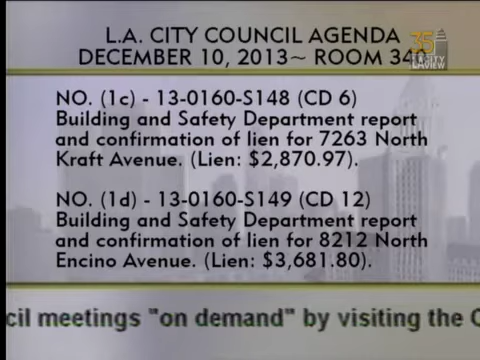 L.A. CITY COUNCIL AGENDA
DECEMBER 10, 2013~ ROOM 340
35
LACITYVIEW
NO. (1c) - 13-0160-S148 (CD 6)
Building and Safety Department report
and confirmation of lien for 7263 North
Kraft Avenue. (Lien: $2,870.97).
NO. (1d) - 13-0160-S149 (CD 12)
Building and Safety Department report
and confirmation of lien for 8212 North
Encino Avenue. (Lien: $3,681.80).
cil meetings "on demand" by visiting the C